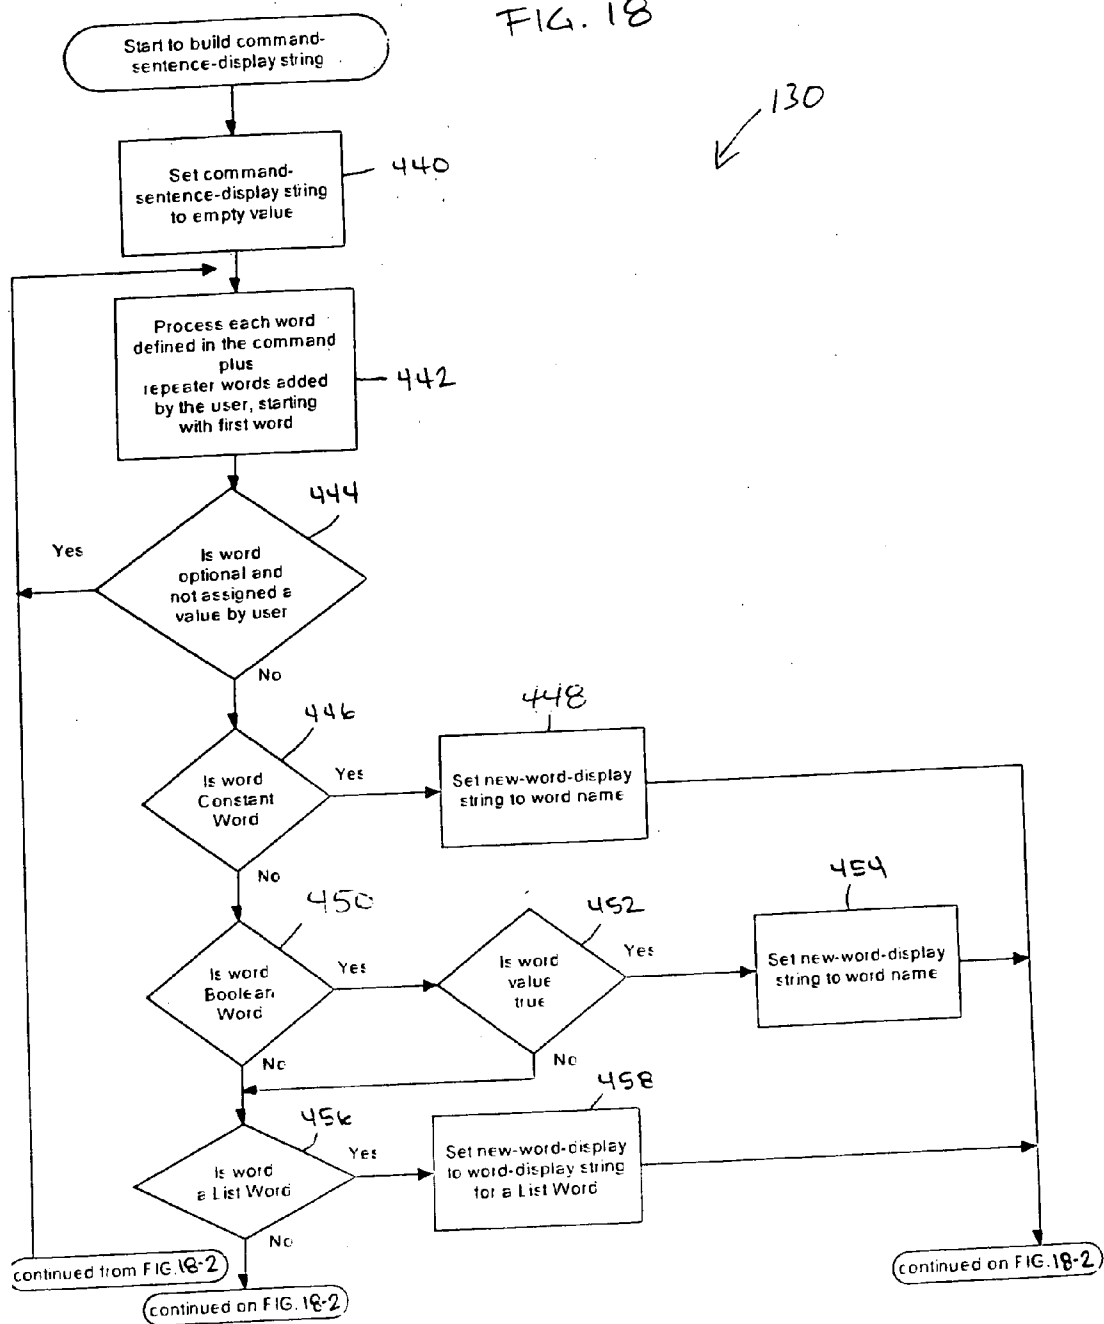 FIG. 18
Start to build command-
sentence-display string
130
Set command-
sentence-display string
to empty value
440
Process each word
defined in the command
plus
repeater words added
by the user, starting
with first word
442
444
Yes
Is word
optional and
not assigned a
value by user
No
446
448
Is word
Constant
Word
Yes
Set new-word-display
string to word name
No
450
452
454
Is word
Boolean
Word
Yes
Is word
value
true
Yes
Set new-word-display
string to word name
No
No
456
458
Is word
a List Word
Yes
Set new-word-display
to word-display string
for a List Word
No
continued from FIG. 18-2
continued on FIG. 18-2
continued on FIG. 18-2